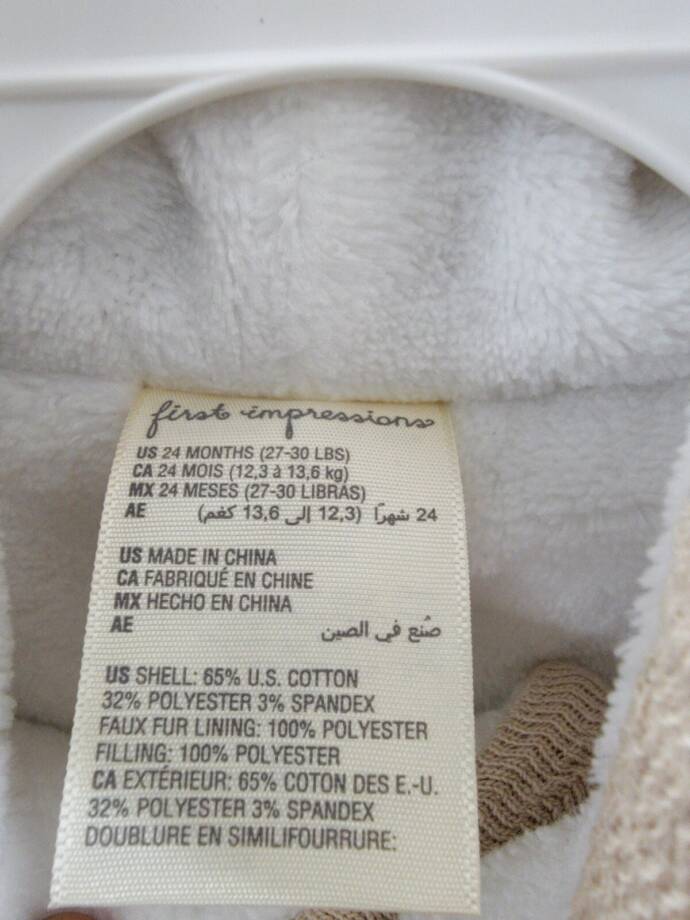 first impressions
US 24 MONTHS (27-30 LBS)
CA 24 MOIS (12,3 à 13,6 kg)
MX 24 MESES (27-30 LIBRAS)
AE 24 شهرًا (12,3 إلى 13,6 كغم)
US MADE IN CHINA
CA FABRIQUÉ EN CHINE
MX HECHO EN CHINA
AE صُنع في الصين
US SHELL: 65% U.S. COTTON
32% POLYESTER 3% SPANDEX
FAUX FUR LINING: 100% POLYESTER
FILLING: 100% POLYESTER
CA EXTÉRIEUR: 65% COTON DES E.-U.
32% POLYESTER 3% SPANDEX
DOUBLURE EN SIMILIFOURRURE: